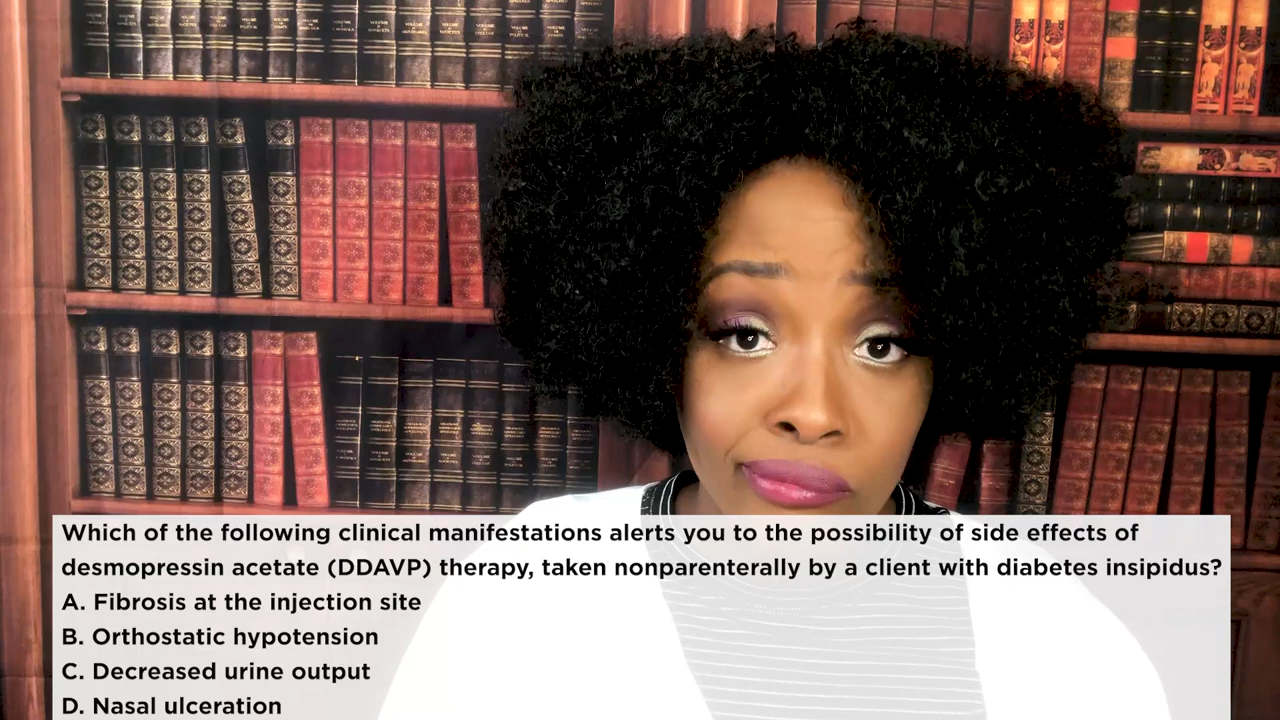 Which of the following clinical manifestations alerts you to the possibility of side effects of
desmopressin acetate (DDAVP) therapy, taken nonparenterally by a client with diabetes insipidus?
A. Fibrosis at the injection site
B. Orthostatic hypotension
C. Decreased urine output
D. Nasal ulceration